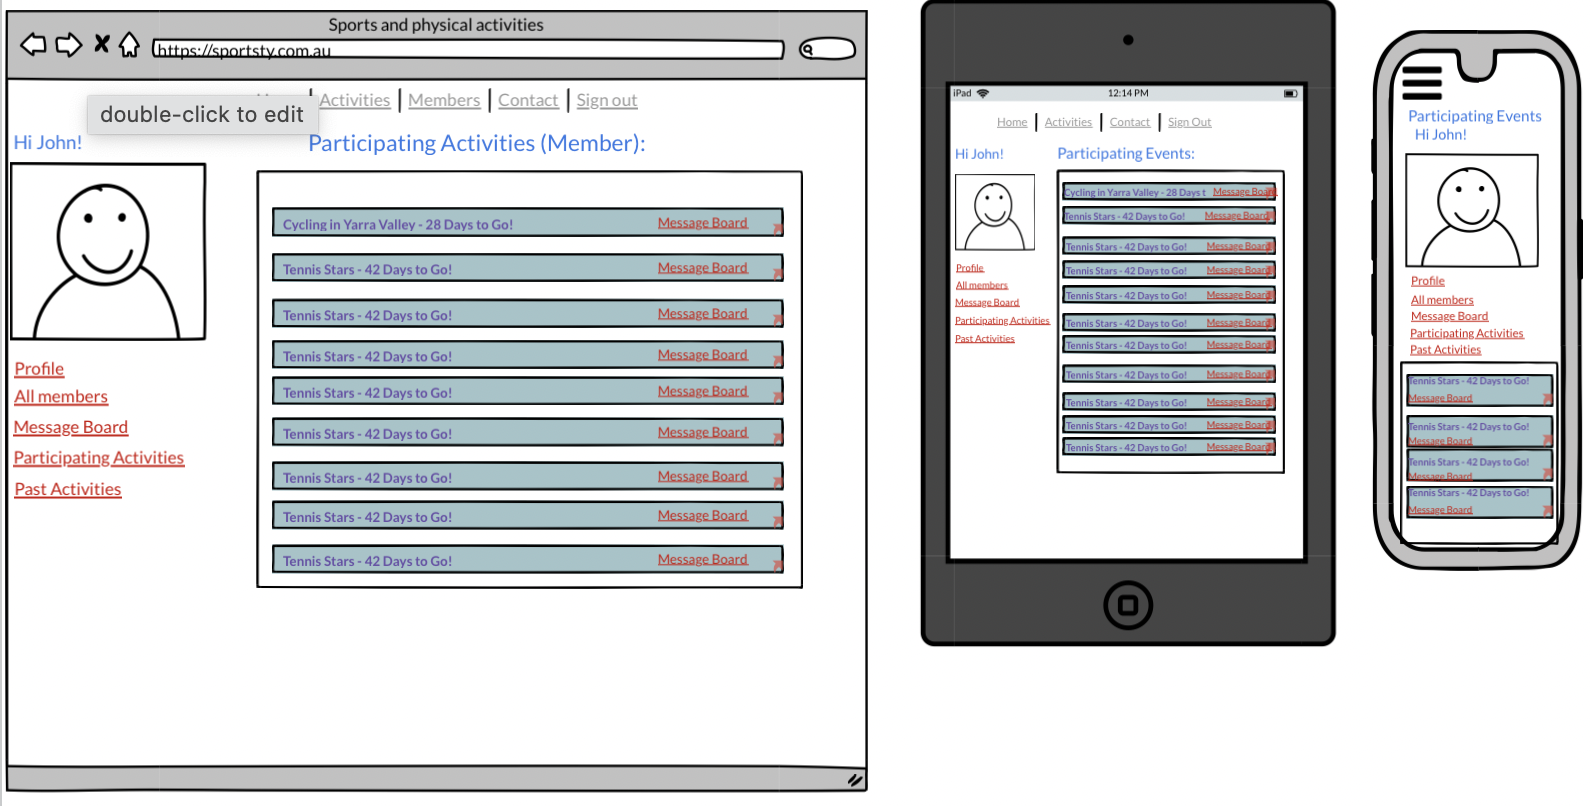 Sports and physical activities
https://sportsty.com.au
double-click to edit
Activities | Members | Contact | Sign out
Hi John!
Participating Activities (Member):
Cycling in Yarra Valley - 28 Days to Go! Message Board
Tennis Stars - 42 Days to Go! Message Board
Tennis Stars - 42 Days to Go! Message Board
Tennis Stars - 42 Days to Go! Message Board
Tennis Stars - 42 Days to Go! Message Board
Tennis Stars - 42 Days to Go! Message Board
Tennis Stars - 42 Days to Go! Message Board
Tennis Stars - 42 Days to Go! Message Board
Tennis Stars - 42 Days to Go! Message Board
Profile
All members
Message Board
Participating Activities
Past Activities
iPad 12:14 PM
Home | Activities | Contact | Sign Out
Hi John!
Participating Events:
Cycling in Yarra Valley - 28 Days t Message Board
Tennis Stars - 42 Days to Go! Message Board
Tennis Stars - 42 Days to Go! Message Board
Tennis Stars - 42 Days to Go! Message Board
Tennis Stars - 42 Days to Go! Message Board
Tennis Stars - 42 Days to Go! Message Board
Tennis Stars - 42 Days to Go! Message Board
Tennis Stars - 42 Days to Go! Message Board
Tennis Stars - 42 Days to Go! Message Board
Tennis Stars - 42 Days to Go! Message Board
Tennis Stars - 42 Days to Go! Message Board
Profile
All members
Message Board
Participating Activities
Past Activities
Participating Events
Hi John!
Profile
All members
Message Board
Participating Activities
Past Activities
Tennis Stars - 42 Days to Go!
Message Board
Tennis Stars - 42 Days to Go!
Message Board
Tennis Stars - 42 Days to Go!
Message Board
Tennis Stars - 42 Days to Go!
Message Board